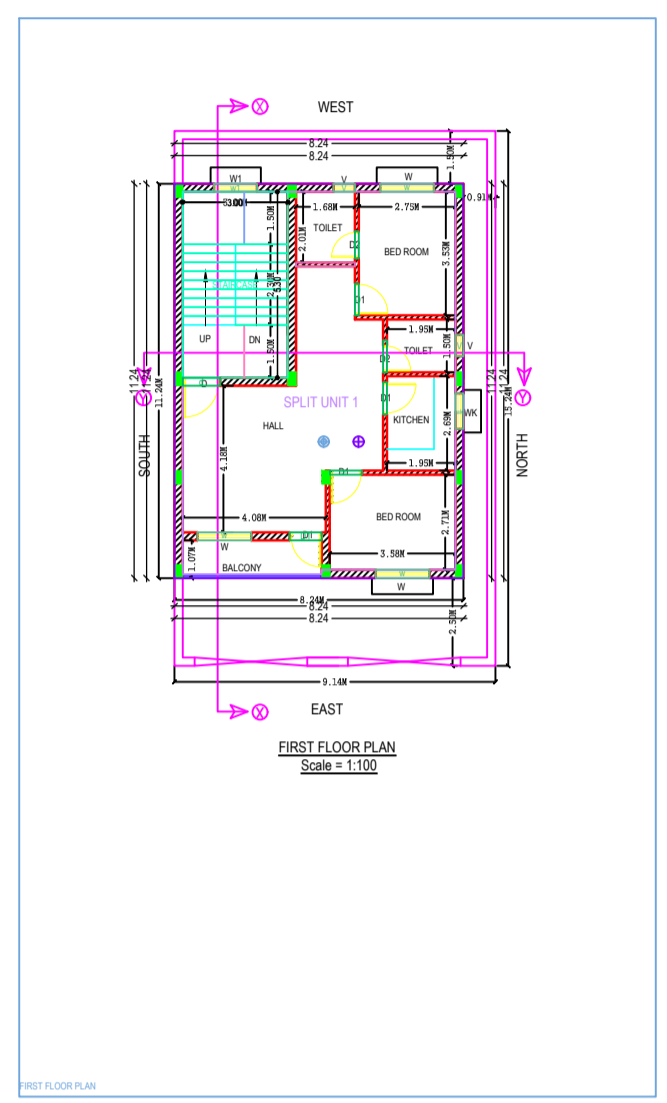 WEST
X
8.24
8.24
1.50M
W1
W1
V
V
W
W
0.91M
3.00
1.68M
2.75M
1.50M
2.01M
TOILET
BED ROOM
3.53M
STAIRCASE
5.30
D1
UP
DN
1.50M
1.95M
TOILET
1.50M
V
V
D2
11.24
11.24
11.24M
11.24
11.24
15.24M
Y
Y
D
SPLIT UNIT 1
HALL
D1
KITCHEN
WK
2.69M
SOUTH
NORTH
4.18M
1.95M
D1
4.08M
BED ROOM
2.71M
W
W
D1
3.58M
1.07M
BALCONY
W
W
8.24M
8.24
8.24
2.50M
9.14M
X
EAST
FIRST FLOOR PLAN
Scale = 1:100
FIRST FLOOR PLAN